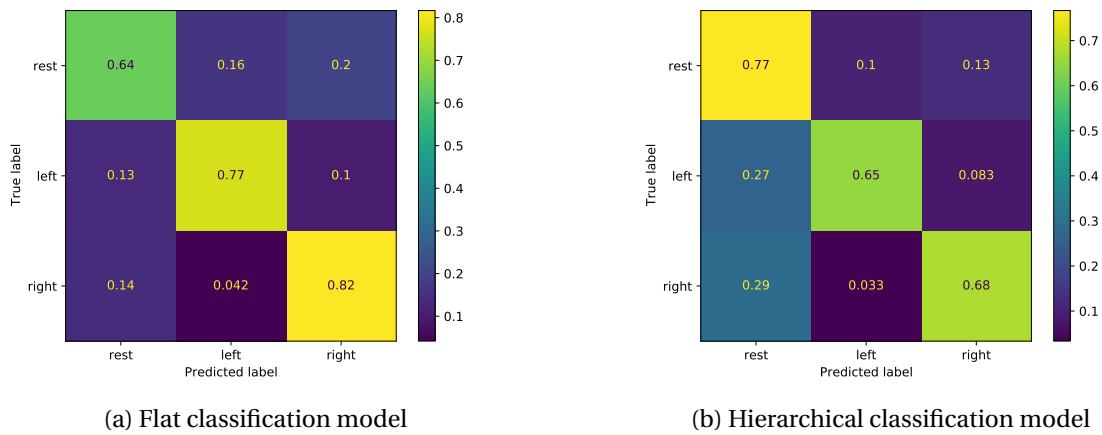 rest 0.64 0.16 0.2
left 0.13 0.77 0.1
right 0.14 0.042 0.82
rest left right
Predicted label
True label
0.8
0.7
0.6
0.5
0.4
0.3
0.2
0.1
(a) Flat classification model
rest 0.77 0.1 0.13
left 0.27 0.65 0.083
right 0.29 0.033 0.68
rest left right
Predicted label
True label
0.7
0.6
0.5
0.4
0.3
0.2
0.1
(b) Hierarchical classification model